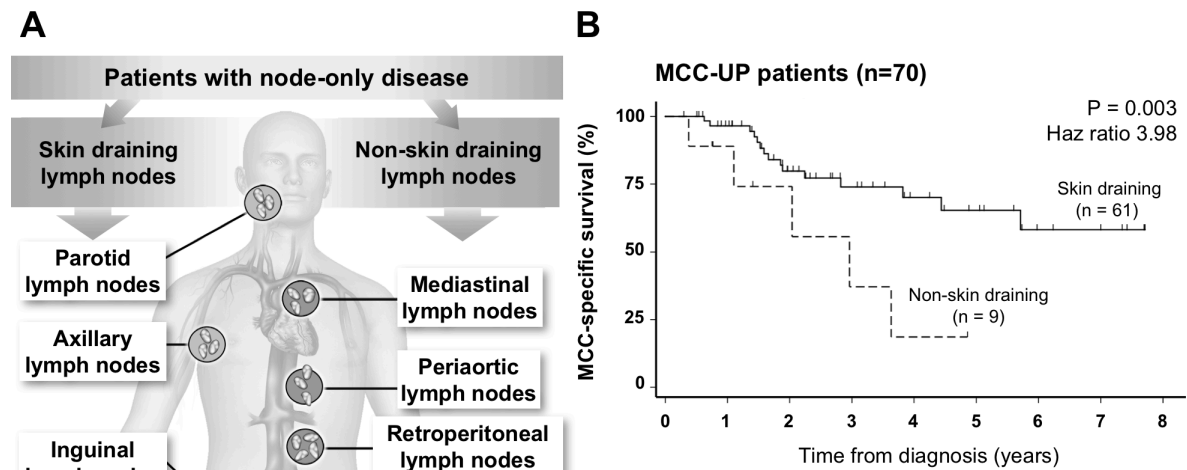 A
Patients with node-only disease
Skin draining
lymph nodes
Non-skin draining
lymph nodes
Parotid
lymph nodes
Axillary
lymph nodes
Inguinal
Mediastinal
lymph nodes
Periaortic
lymph nodes
Retroperitoneal
lymph nodes
B
MCC-UP patients (n=70)
P = 0.003
Haz ratio 3.98
MCC-specific survival (%)
100
75
50
25
0
Skin draining
(n = 61)
Non-skin draining
(n = 9)
0 1 2 3 4 5 6 7 8
Time from diagnosis (years)